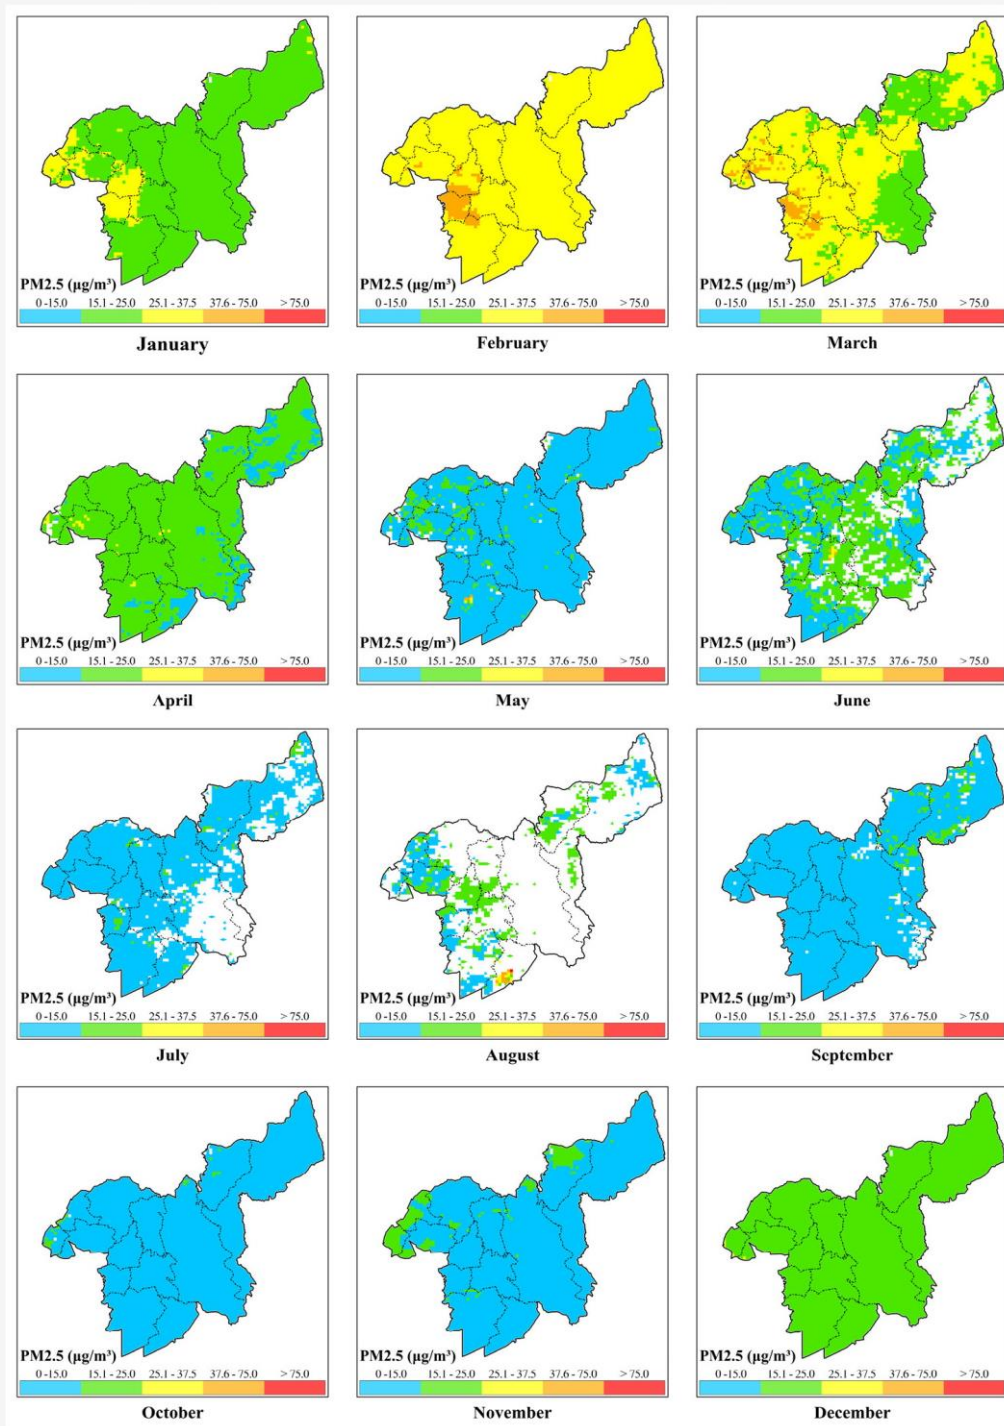 PM2.5 (µg/m³)
0 -15.0 15.1 - 25.0 25.1 - 37.5 37.6 - 75.0 > 75.0
January
PM2.5 (µg/m³)
0 -15.0 15.1 - 25.0 25.1 - 37.5 37.6 - 75.0 > 75.0
February
PM2.5 (µg/m³)
0 -15.0 15.1 - 25.0 25.1 - 37.5 37.6 - 75.0 > 75.0
March
PM2.5 (µg/m³)
0 -15.0 15.1 - 25.0 25.1 - 37.5 37.6 - 75.0 > 75.0
April
PM2.5 (µg/m³)
0 -15.0 15.1 - 25.0 25.1 - 37.5 37.6 - 75.0 > 75.0
May
PM2.5 (µg/m³)
0 -15.0 15.1 - 25.0 25.1 - 37.5 37.6 - 75.0 > 75.0
June
PM2.5 (µg/m³)
0 -15.0 15.1 - 25.0 25.1 - 37.5 37.6 - 75.0 > 75.0
July
PM2.5 (µg/m³)
0 -15.0 15.1 - 25.0 25.1 - 37.5 37.6 - 75.0 > 75.0
August
PM2.5 (µg/m³)
0 -15.0 15.1 - 25.0 25.1 - 37.5 37.6 - 75.0 > 75.0
September
PM2.5 (µg/m³)
0 -15.0 15.1 - 25.0 25.1 - 37.5 37.6 - 75.0 > 75.0
October
PM2.5 (µg/m³)
0 -15.0 15.1 - 25.0 25.1 - 37.5 37.6 - 75.0 > 75.0
November
PM2.5 (µg/m³)
0 -15.0 15.1 - 25.0 25.1 - 37.5 37.6 - 75.0 > 75.0
December